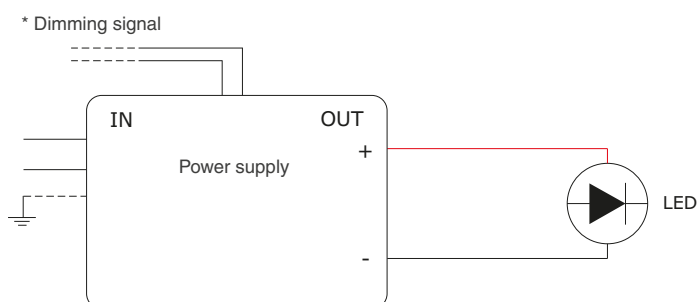 * Dimming signal
IN
OUT
+
Power supply
LED
-